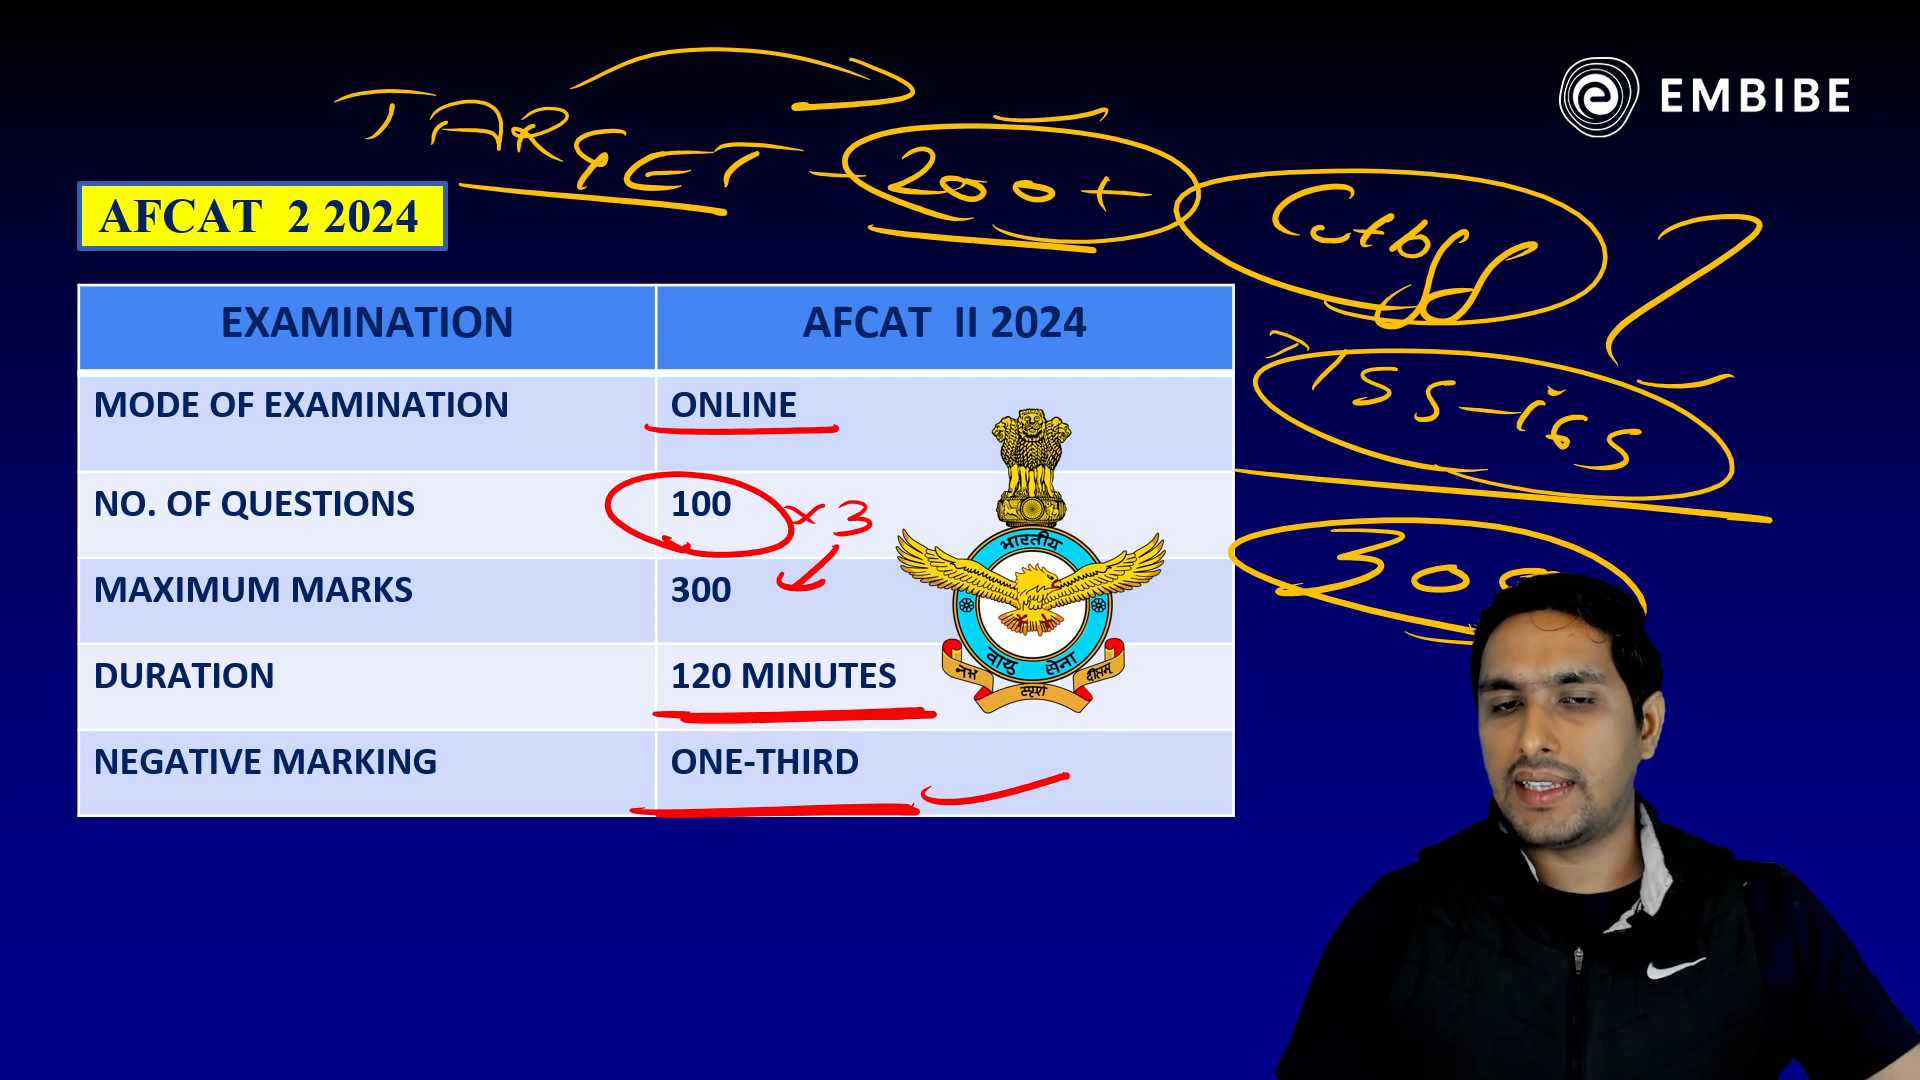 TARGET - 200+
EMBIBE
Cutoff ?
AFCAT 2 2024
EXAMINATION AFCAT II 2024
MODE OF EXAMINATION ONLINE
155-165
NO. OF QUESTIONS 100 × 3
300
MAXIMUM MARKS 300
DURATION 120 MINUTES
NEGATIVE MARKING ONE-THIRD
भारतीय
वायु सेना
नभः स्पृशं दीप्तम्